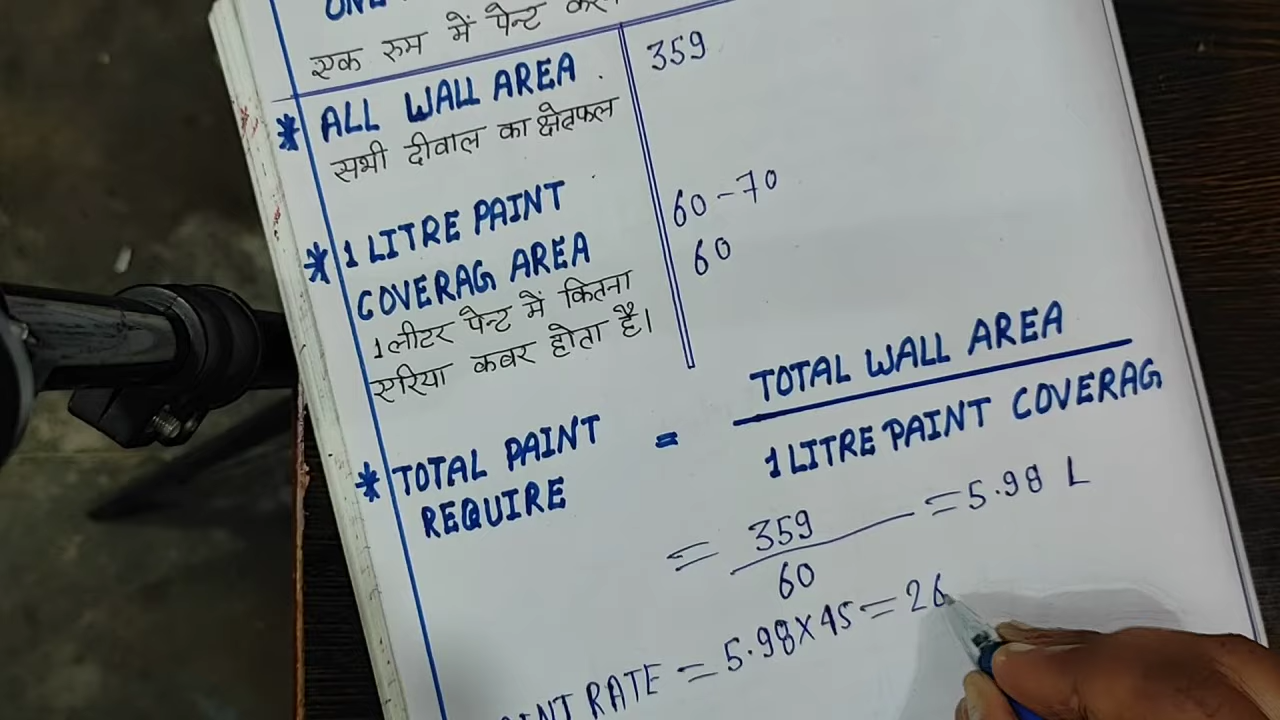 एक रुम में पेन्ट
* ALL WALL AREA 359
सभी दीवाल का क्षेत्रफल
* 1 LITRE PAINT 60-70
COVERAG AREA 60
1लीटर पेन्ट में कितना
एरिया कवर होता है।
* TOTAL PAINT REQUIRE = TOTAL WALL AREA
1 LITRE PAINT COVERAG
= 359 = 5.98 L
60
RATE = 5.98×45 = 26